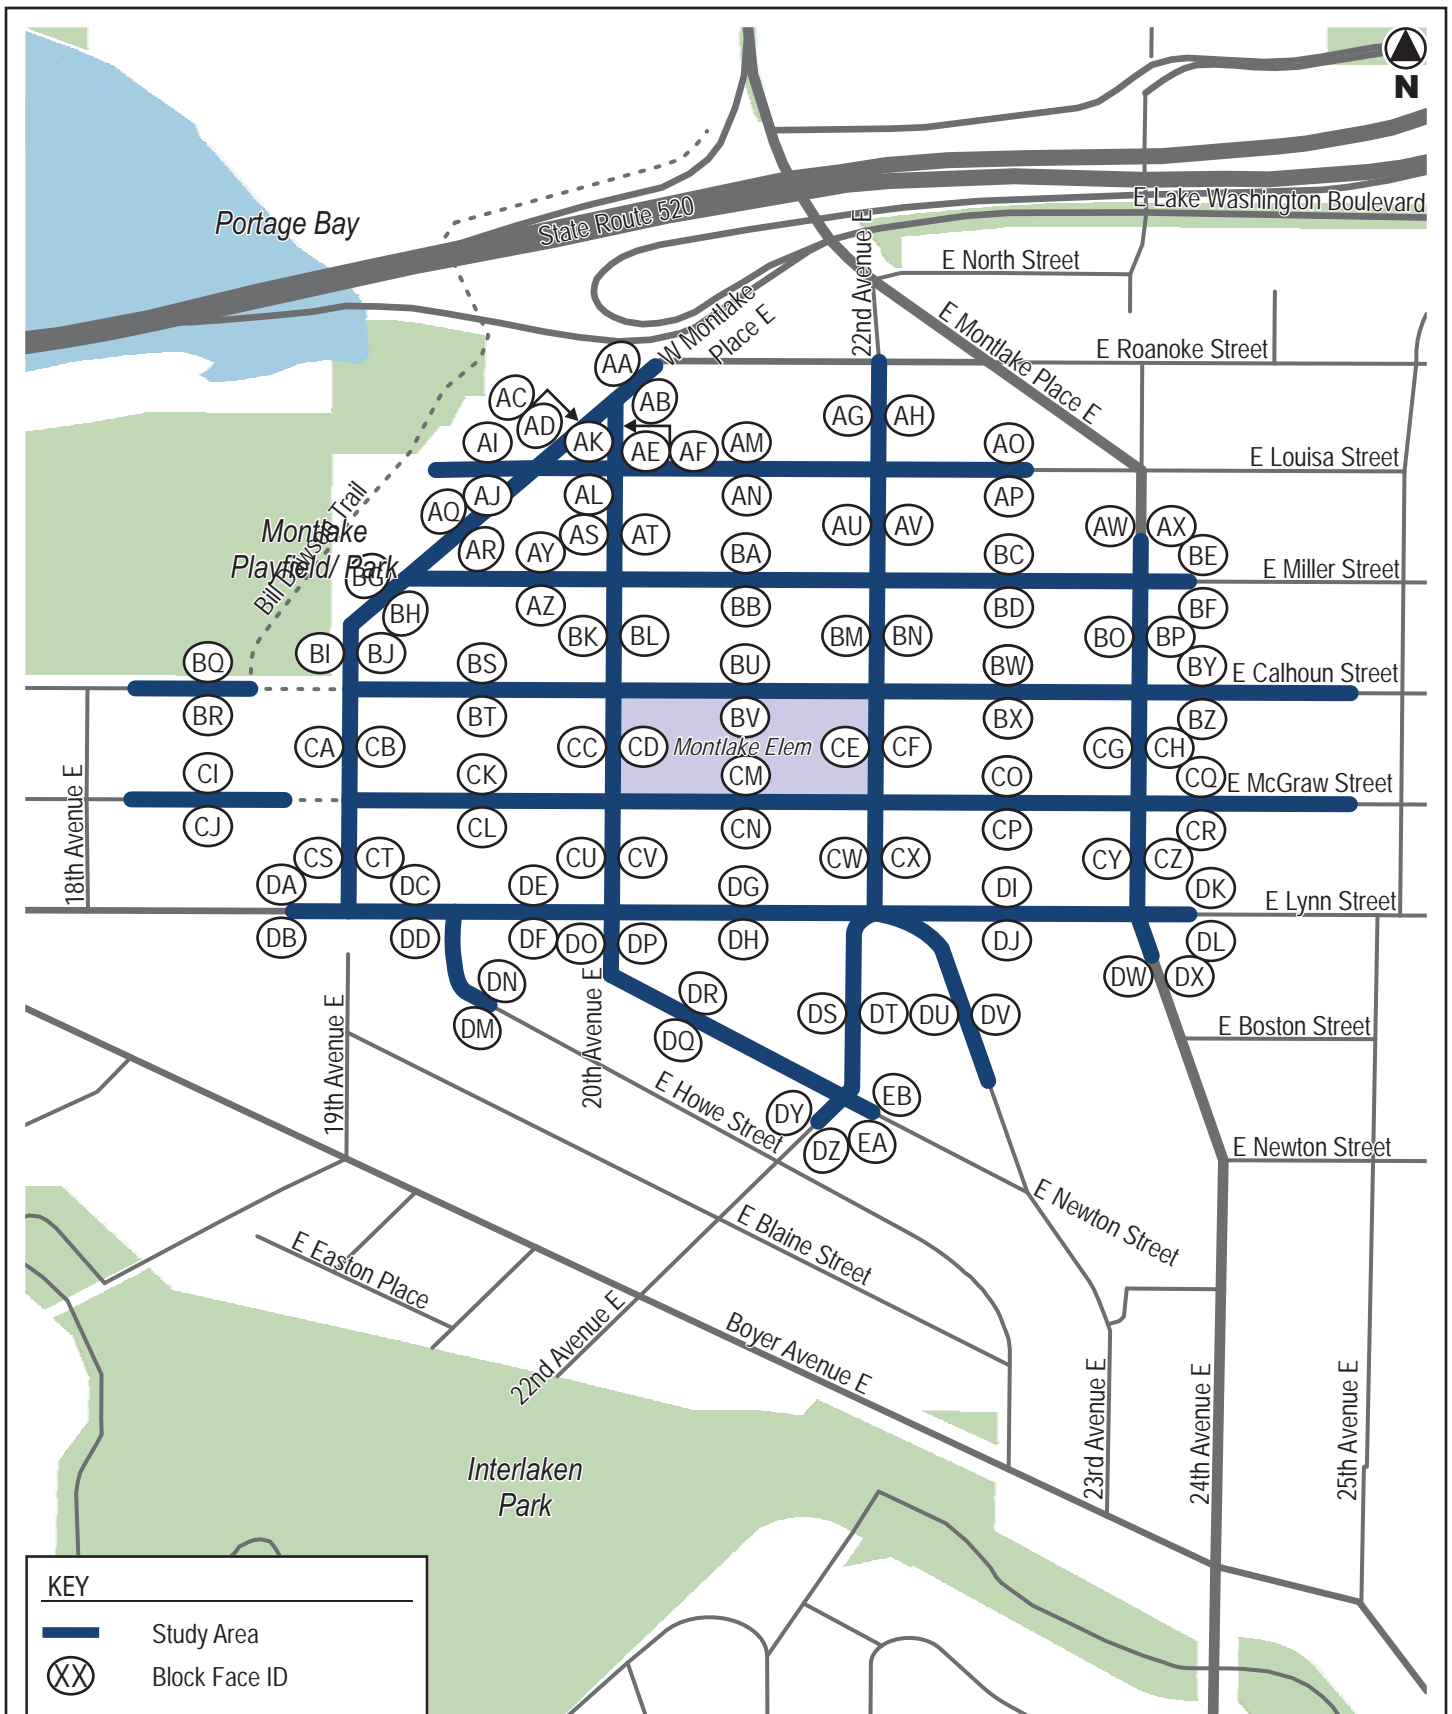 N
Portage Bay
State Route 520
E Lake Washington Boulevard
22nd Avenue E
E North Street
W Montlake
Place E
E Montlake Place E
E Roanoke Street
AA
AC
AB
AD
AG
AH
AI
AK
AE
AF
AM
AO
E Louisa Street
AJ
AL
AN
AP
AQ
Bill Dawson Trail
Montlake
Playfield/ Park
AR
AS
AT
AU
AV
AW
AX
AY
BA
BC
BE
E Miller Street
BG
AZ
BB
BD
BF
BH
BK
BL
BM
BN
BO
BP
BI
BJ
BQ
BS
BU
BW
BY
E Calhoun Street
BR
BT
BV
BX
BZ
CA
CB
CC
CD
Montlake Elem
CE
CF
CG
CH
CI
CK
CM
CO
CQ
E McGraw Street
18th Avenue E
CJ
CL
CN
CP
CR
CS
CT
CU
CV
CW
CX
CY
CZ
DA
DC
DE
DG
DI
DK
E Lynn Street
DB
DD
DF
DO
DP
DH
DJ
DL
DN
DM
DR
DQ
DW
DX
19th Avenue E
20th Avenue E
DS
DT
DU
DV
E Boston Street
E Howe Street
DY
EB
DZ
EA
E Newton Street
E Newton Street
E Blaine Street
E Easton Place
22nd Avenue E
Boyer Avenue E
23rd Avenue E
24th Avenue E
25th Avenue E
Interlaken
Park
KEY
Study Area
XX
Block Face ID